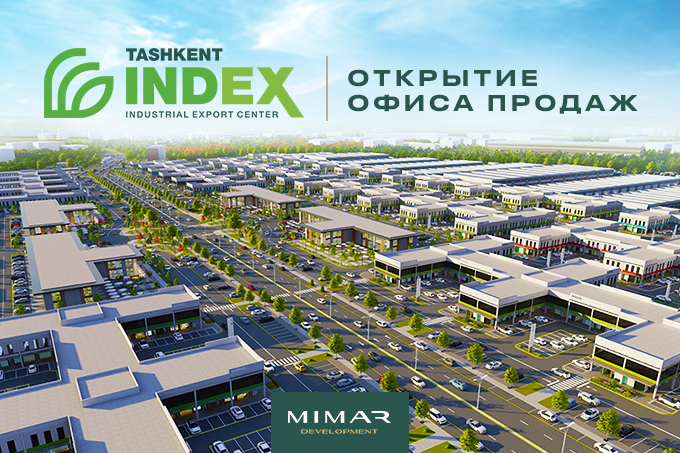 TASHKENT
INDEX
INDUSTRIAL EXPORT CENTER
ОТКРЫТИЕ
ОФИСА ПРОДАЖ
MIMAR
DEVELOPMENT